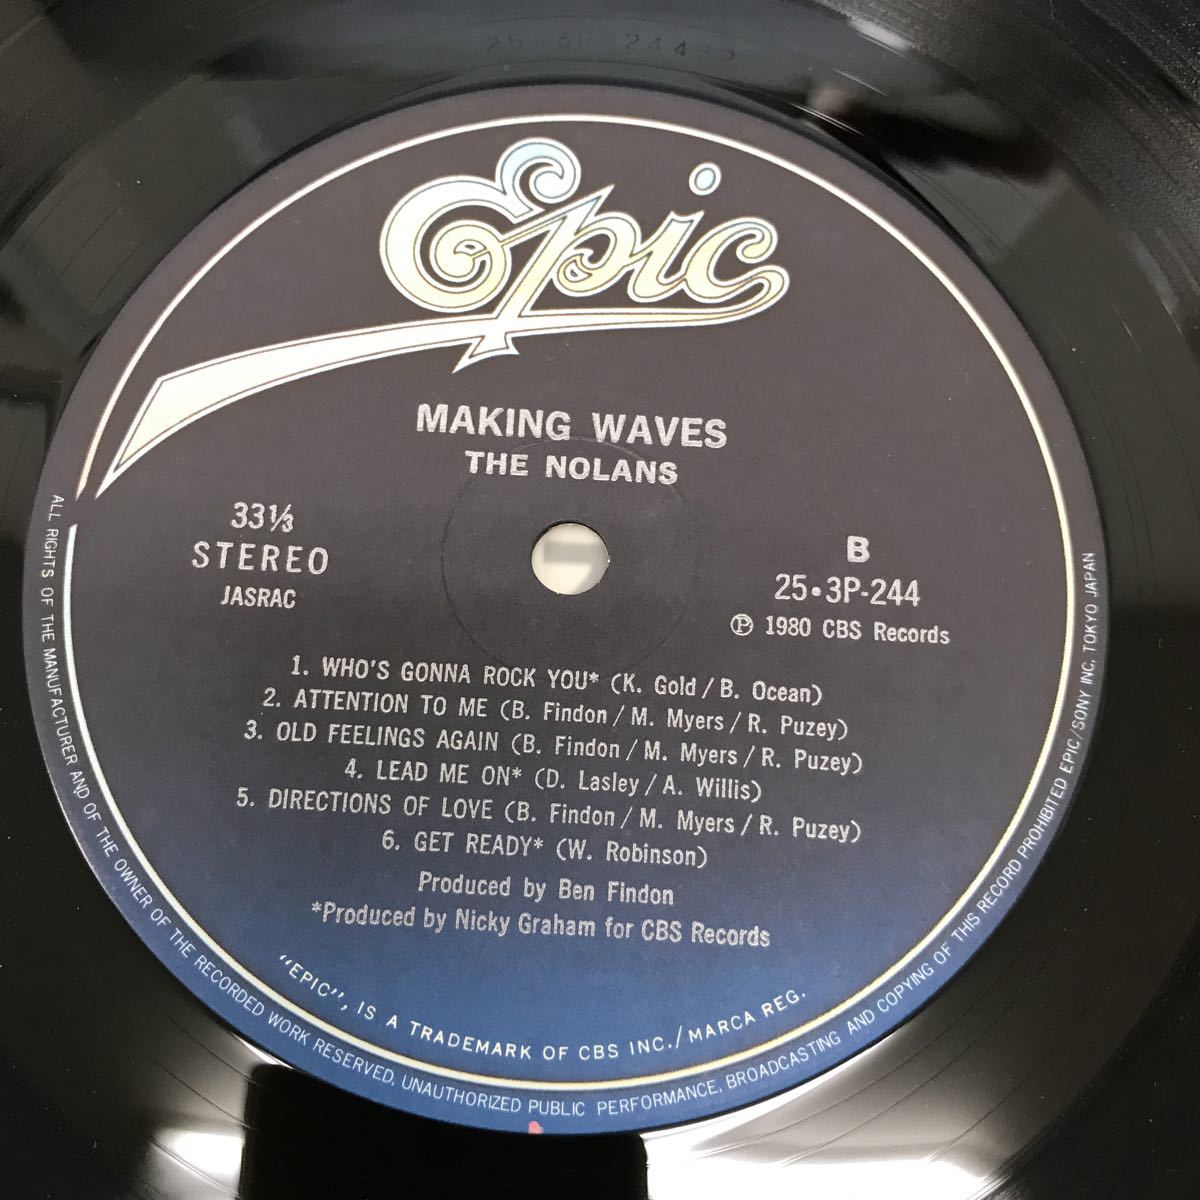 25 3P 24432
Epic
MAKING WAVES
THE NOLANS
33⅓
STEREO
JASRAC
B
25•3P-244
Ⓟ 1980 CBS Records
1. WHO'S GONNA ROCK YOU* (K. Gold / B. Ocean)
2. ATTENTION TO ME (B. Findon / M. Myers / R. Puzey)
3. OLD FEELINGS AGAIN (B. Findon / M. Myers / R. Puzey)
4. LEAD ME ON* (D. Lasley / A. Willis)
5. DIRECTIONS OF LOVE (B. Findon / M. Myers / R. Puzey)
6. GET READY* (W. Robinson)
Produced by Ben Findon
*Produced by Nicky Graham for CBS Records
"EPIC", IS A TRADEMARK OF CBS INC./MARCA REG.
ALL RIGHTS OF THE MANUFACTURER AND OF THE OWNER OF THE RECORDED WORK RESERVED, UNAUTHORIZED PUBLIC PERFORMANCE, BROADCASTING AND COPYING OF THIS RECORD PROHIBITED EPIC/SONY INC, TOKYO JAPAN